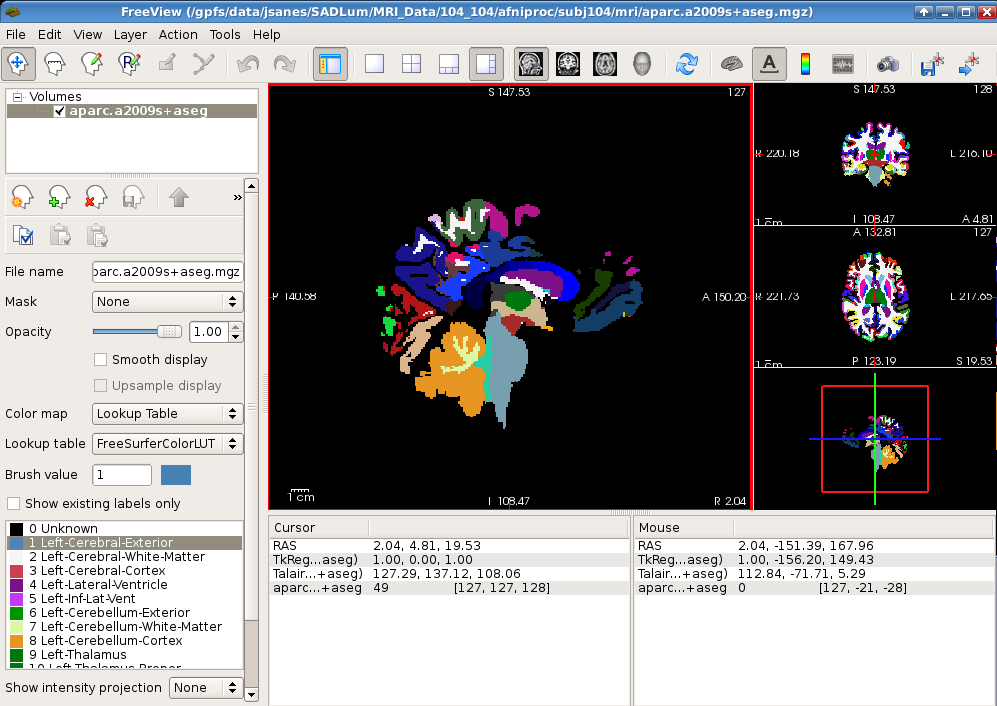 FreeView (/gpfs/data/jsanes/SADLum/MRI_Data/104_104/afniproc/subj104/mri/aparc.a2009s+aseg.mgz)
File Edit View Layer Action Tools Help
Volumes
aparc.a2009s+aseg
»
File name parc.a2009s+aseg.mgz
Mask None
Opacity 1.00
Smooth display
Upsample display
Color map Lookup Table
Lookup table FreeSurferColorLUT
Brush value 1
Show existing labels only
0 Unknown
1 Left-Cerebral-Exterior
2 Left-Cerebral-White-Matter
3 Left-Cerebral-Cortex
4 Left-Lateral-Ventricle
5 Left-Inf-Lat-Vent
6 Left-Cerebellum-Exterior
7 Left-Cerebellum-White-Matter
8 Left-Cerebellum-Cortex
9 Left-Thalamus
10 Left-Thalamus-Proper
Show intensity projection None
S 147.53 127
P 140.58 A 150.20
1 cm
I 108.47 R 2.04
S 147.53 128
R 220.18 L 216.10
1 cm I 108.47 A 4.81
A 132.81 127
R 221.73 L 217.65
1 cm P 123.19 S 19.53
Cursor
RAS 2.04, 4.81, 19.53
TkReg...aseg) 1.00, 0.00, 1.00
Talair...+aseg) 127.29, 137.12, 108.06
aparc...+aseg 49 [127, 127, 128]
Mouse
RAS 2.04, -151.39, 167.96
TkReg...aseg) 1.00, -156.20, 149.43
Talair...+aseg) 112.84, -71.71, 5.29
aparc...+aseg 0 [127, -21, -28]